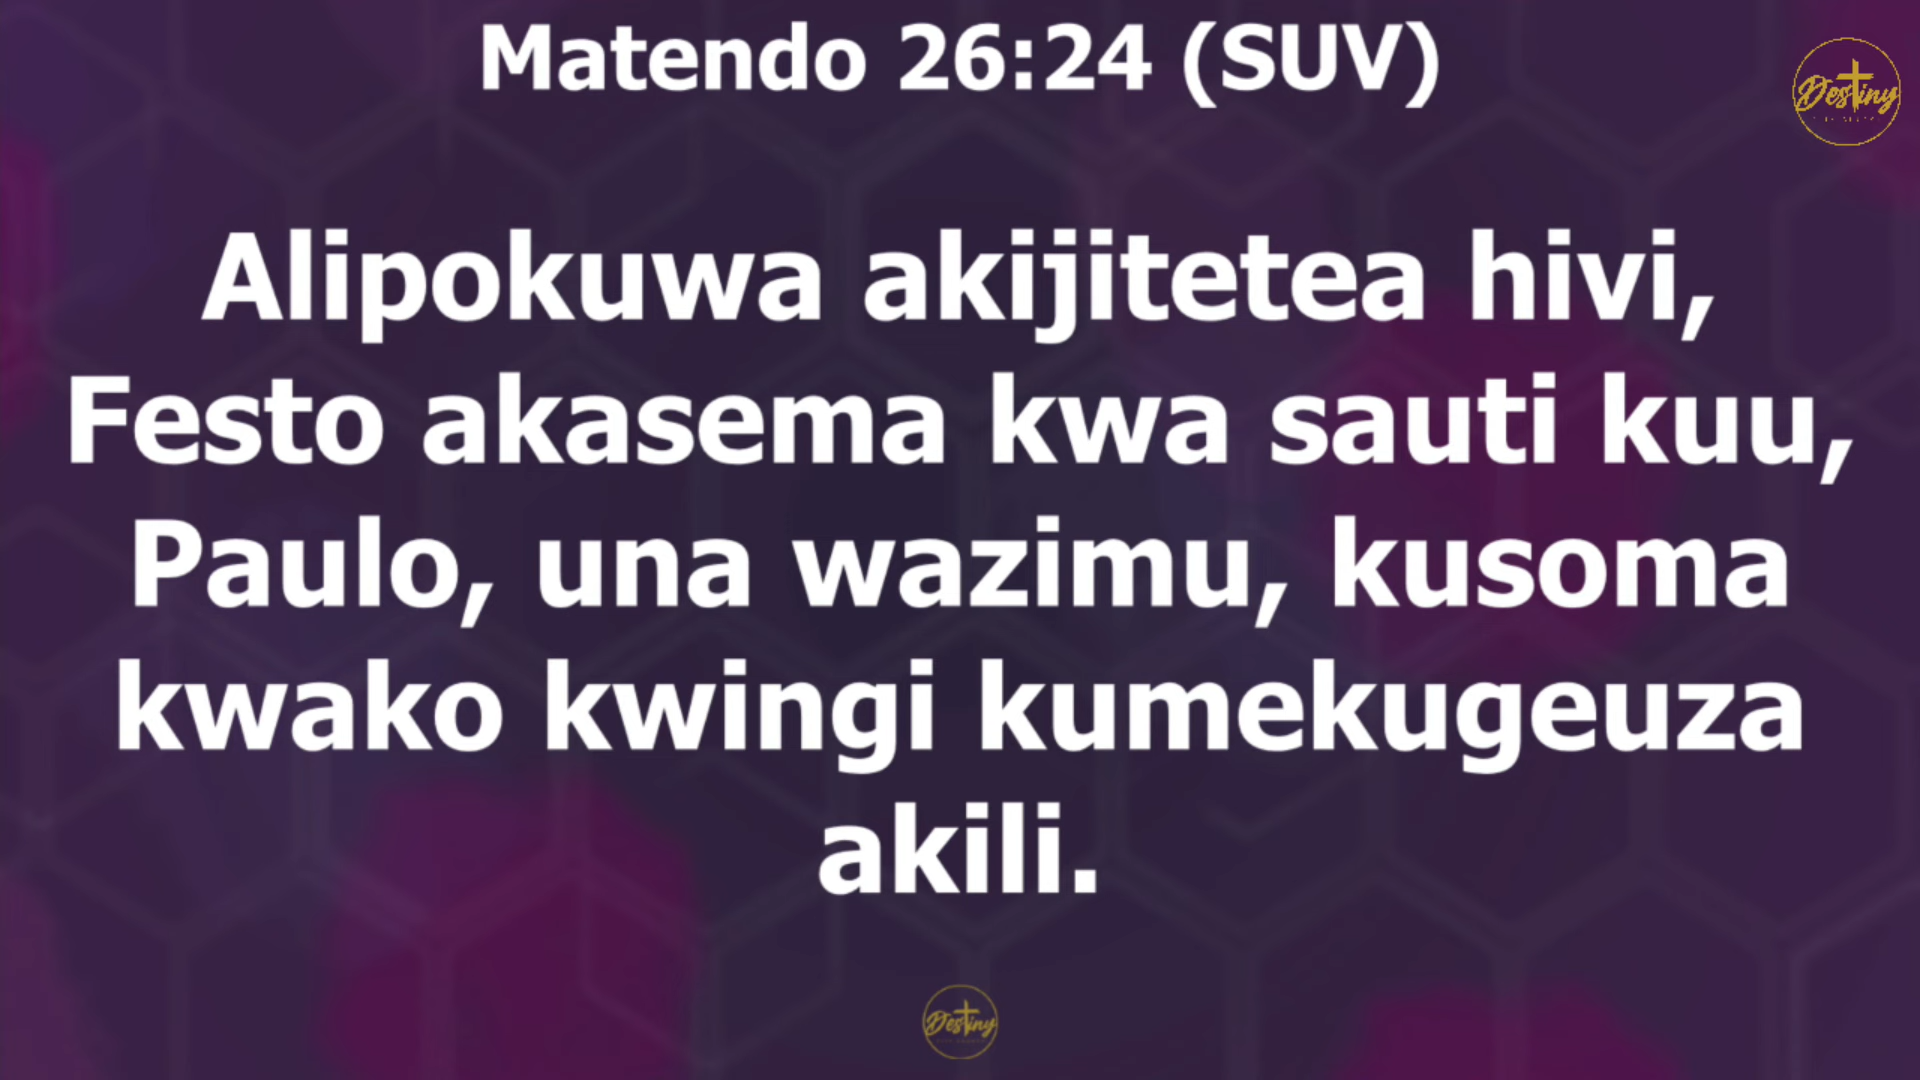 Matendo 26:24 (SUV)
Destiny
Alipokuwa akijitetea hivi,
Festo akasema kwa sauti kuu,
Paulo, una wazimu, kusoma
kwako kwingi kumekugeuza
akili.
Destiny